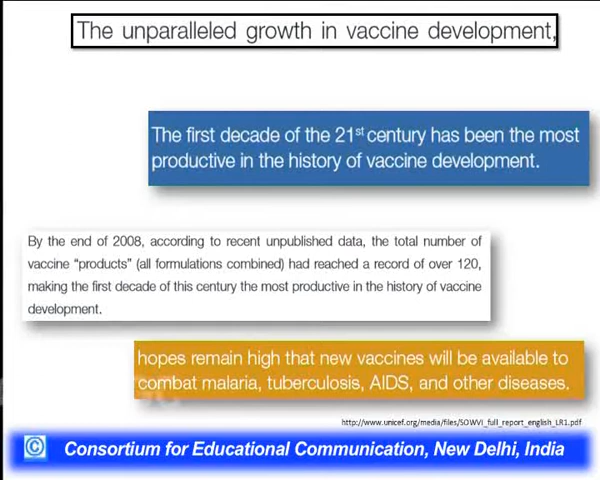 The unparalleled growth in vaccine development,
The first decade of the 21st century has been the most
productive in the history of vaccine development.
By the end of 2008, according to recent unpublished data, the total number of
vaccine “products” (all formulations combined) had reached a record of over 120,
making the first decade of this century the most productive in the history of vaccine
development.
hopes remain high that new vaccines will be available to
combat malaria, tuberculosis, AIDS, and other diseases.
http://www.unicef.org/media/files/SOWVI_full_report_english_LR1.pdf
© Consortium for Educational Communication, New Delhi, India